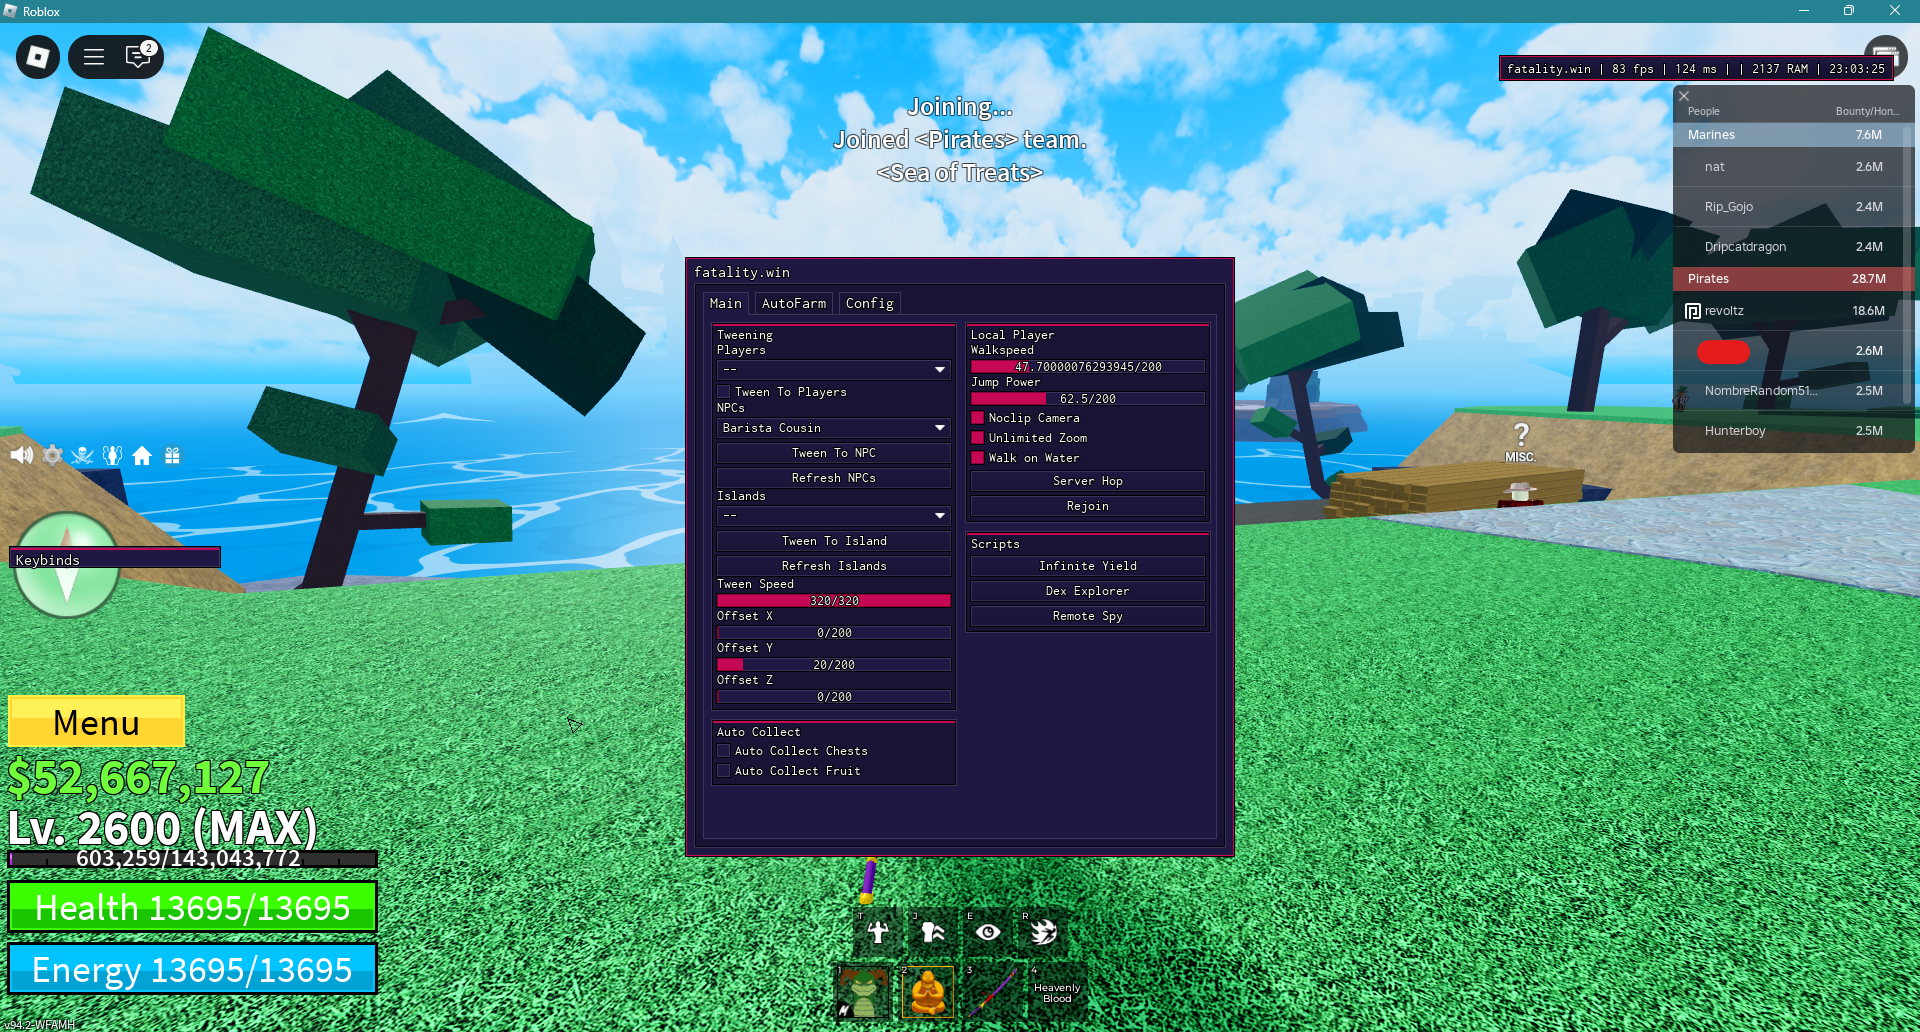 Roblox
2
fatality.win | 83 fps | 124 ms | | 2137 RAM | 23:03:25
Joining...
Joined <Pirates> team.
<Sea of Treats>
People Bounty/Hon...
Marines 7.6M
nat 2.6M
Rip_Gojo 2.4M
Dripcatdragon 2.4M
Pirates 28.7M
revoltz 18.6M
2.6M
NombreRandom51... 2.5M
Hunterboy 2.5M
fatality.win
Main AutoFarm Config
Tweening
Players
--
Tween To Players
NPCs
Barista Cousin
Tween To NPC
Refresh NPCs
Islands
--
Tween To Island
Refresh Islands
Tween Speed
320/320
Offset X
0/200
Offset Y
20/200
Offset Z
0/200
Auto Collect
Auto Collect Chests
Auto Collect Fruit
Local Player
Walkspeed
47.70000076293945/200
Jump Power
62.5/200
Noclip Camera
Unlimited Zoom
Walk on Water
Server Hop
Rejoin
Scripts
Infinite Yield
Dex Explorer
Remote Spy
?
MISC.
Keybinds
Menu
$52,667,127
Lv. 2600 (MAX)
603,259/143,043,772
Health 13695/13695
Energy 13695/13695
T J E R
1 2 3 4
Heavenly
Blood
v94.2-WFAMH